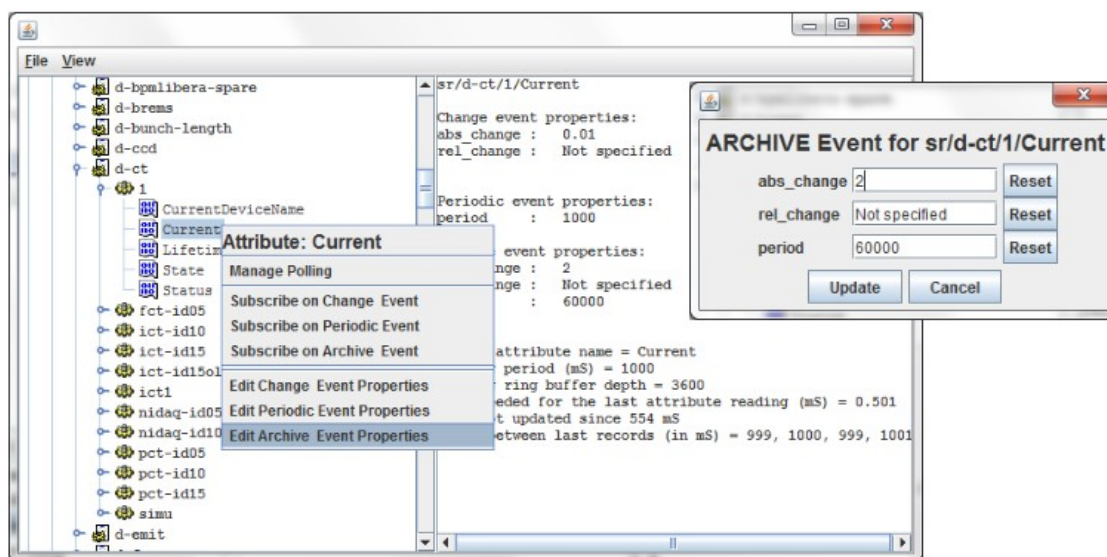 File View
d-bpmlibera-spare
d-brems
d-bunch-length
d-ccd
d-ct
1
CurrentDeviceName
Current
Lifetim
State
Status
fct-id05
ict-id10
ict-id15
ict-id15ol
ict1
nidaq-id05
nidaq-id10
pct-id05
pct-id10
pct-id15
simu
d-emit
Attribute: Current
Manage Polling
Subscribe on Change Event
Subscribe on Periodic Event
Subscribe on Archive Event
Edit Change Event Properties
Edit Periodic Event Properties
Edit Archive Event Properties
sr/d-ct/1/Current
Change event properties:
abs_change : 0.01
rel_change : Not specified
Periodic event properties:
period : 1000
event properties:
nge : 2
nge : Not specified
: 60000
attribute name = Current
period (mS) = 1000
ring buffer depth = 3600
eded for the last attribute reading (mS) = 0.501
t updated since 554 mS
etween last records (in mS) = 999, 1000, 999, 1001
ARCHIVE Event for sr/d-ct/1/Current
abs_change 2 Reset
rel_change Not specified Reset
period 60000 Reset
Update Cancel